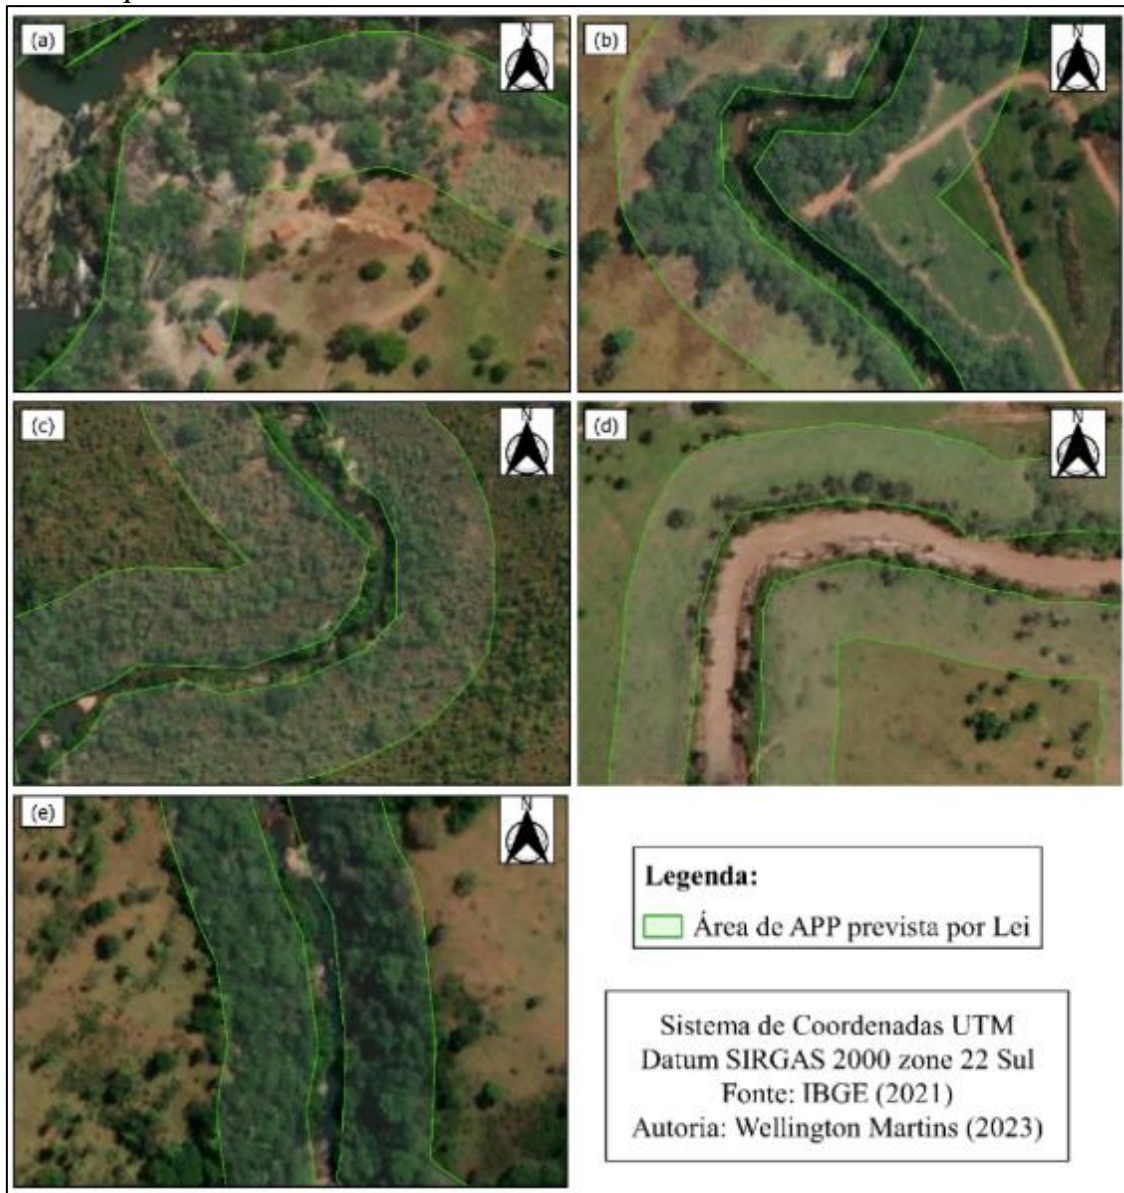 (a)
N
(b)
N
(c)
N
(d)
N
(e)
N
Legenda:
Área de APP prevista por Lei
Sistema de Coordenadas UTM
Datum SIRGAS 2000 zone 22 Sul
Fonte: IBGE (2021)
Autoria: Wellington Martins (2023)